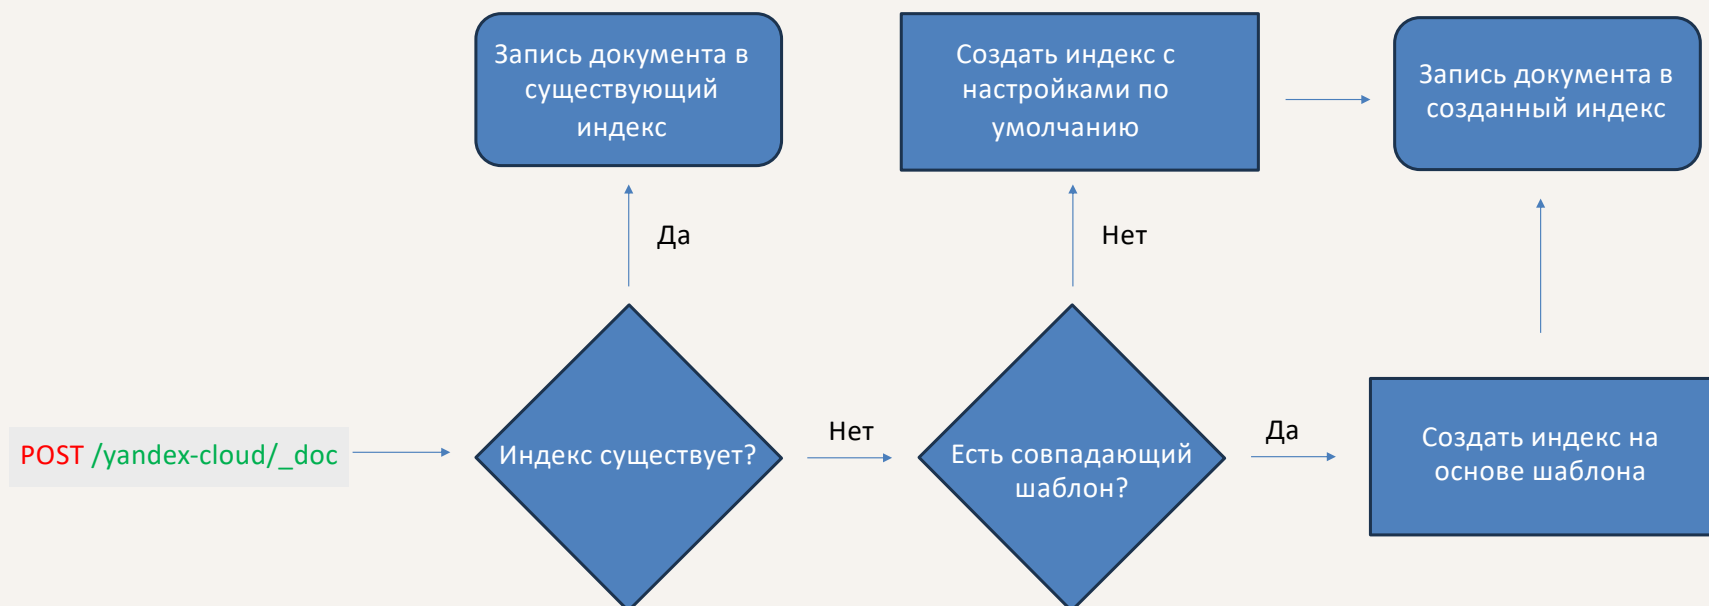 Запись документа в
существующий
индекс
Создать индекс с
настройками по
умолчанию
Запись документа в
созданный индекс
Да
Нет
POST /yandex-cloud/_doc
Индекс существует?
Нет
Есть совпадающий
шаблон?
Да
Создать индекс на
основе шаблона